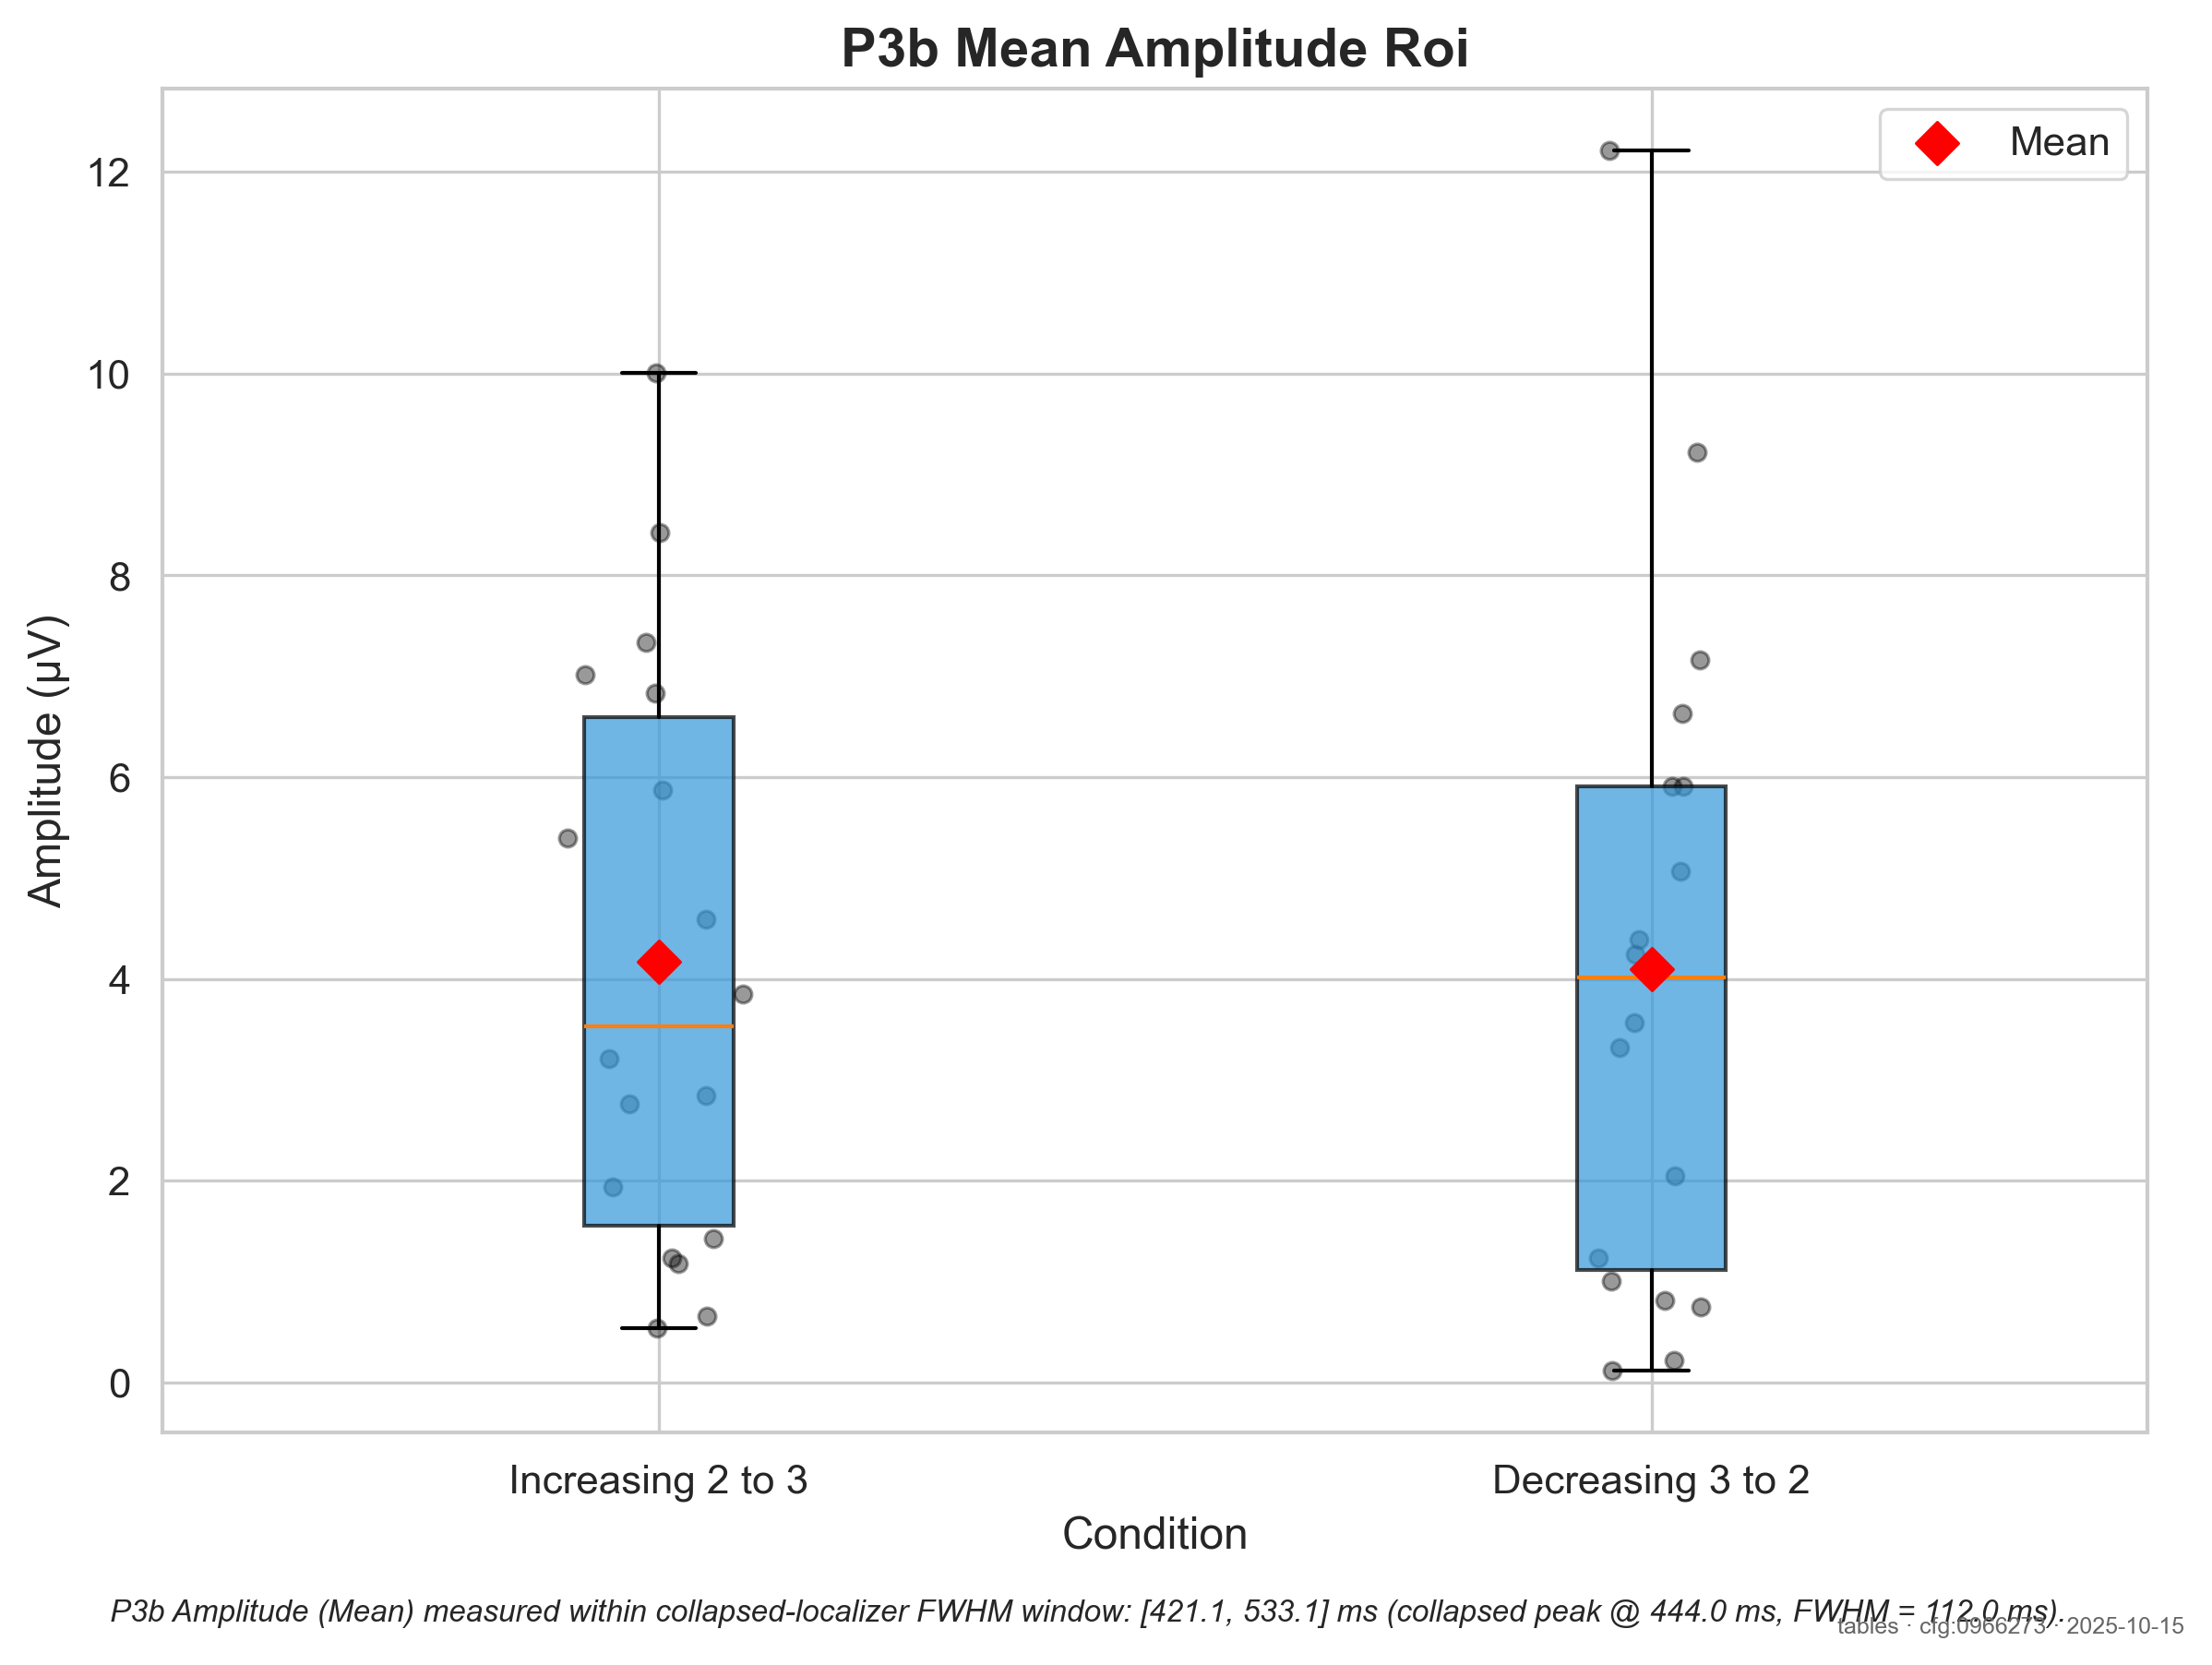 P3b Mean Amplitude Roi
Mean
12
10
8
6
4
2
0
Amplitude (µV)
Increasing 2 to 3
Decreasing 3 to 2
Condition
P3b Amplitude (Mean) measured within collapsed-localizer FWHM window: [421.1, 533.1] ms (collapsed peak @ 444.0 ms, FWHM = 112.0 ms).
tables · cfg:0966273 · 2025-10-15